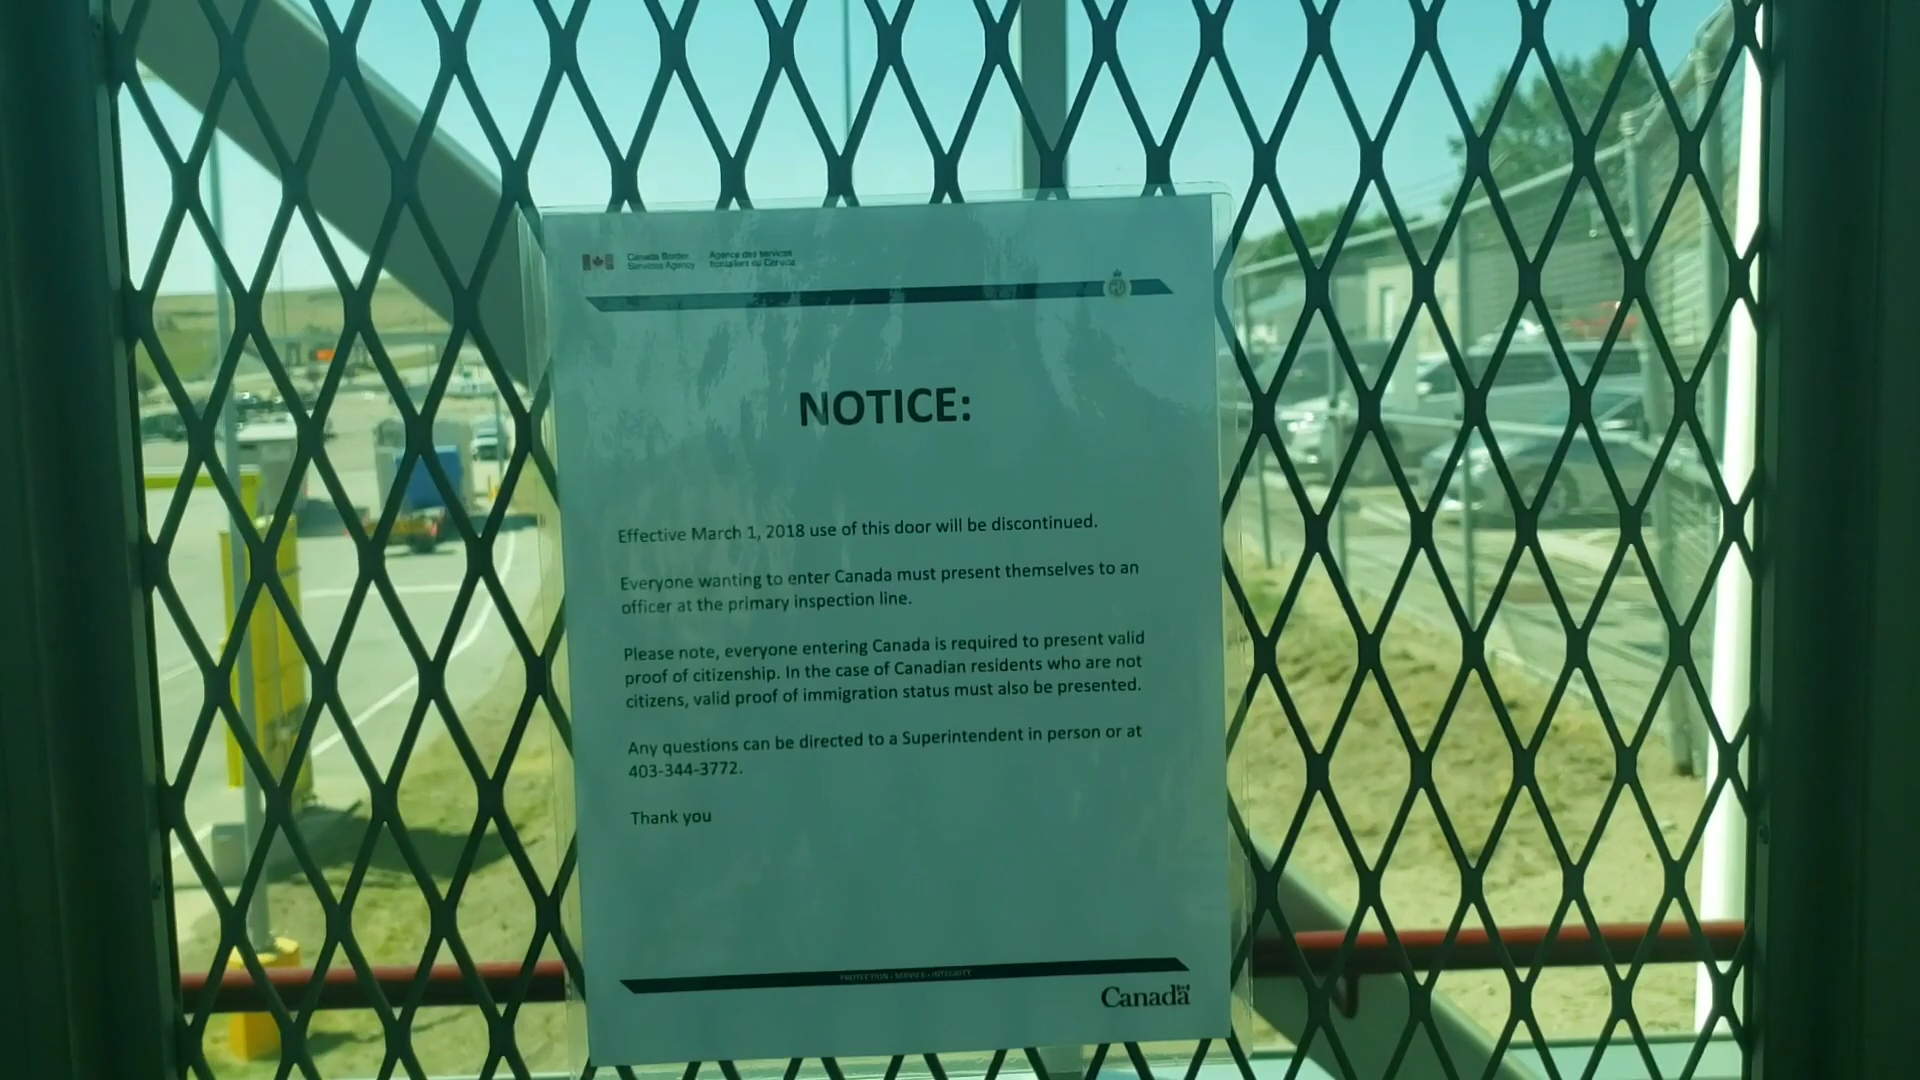 Canada Border Agence des services
Services Agency frontaliers du Canada
NOTICE:
Effective March 1, 2018 use of this door will be discontinued.
Everyone wanting to enter Canada must present themselves to an
officer at the primary inspection line.
Please note, everyone entering Canada is required to present valid
proof of citizenship. In the case of Canadian residents who are not
citizens, valid proof of immigration status must also be presented.
Any questions can be directed to a Superintendent in person or at
403-344-3772.
Thank you
PROTECTION • SERVICE • INTEGRITY
Canada